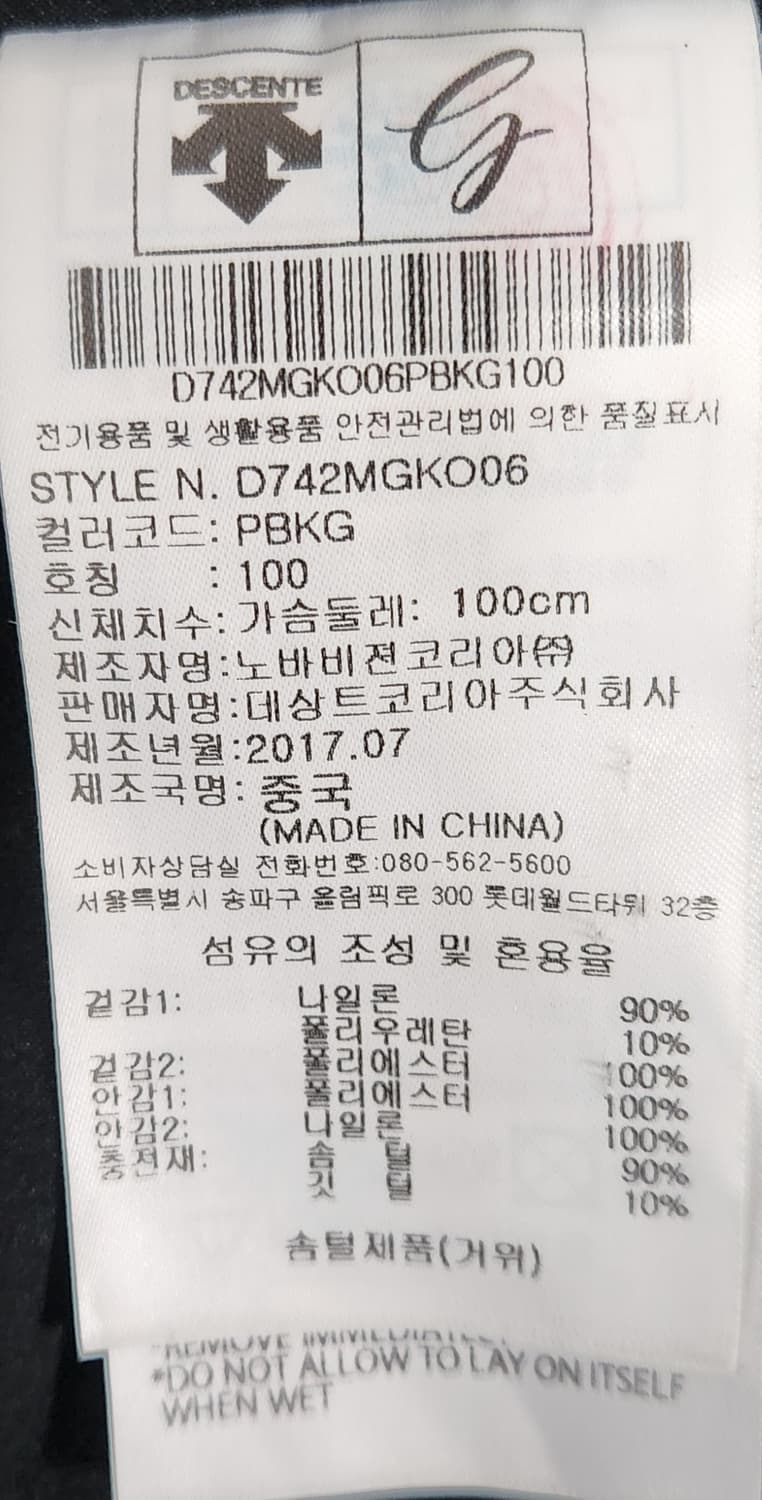 DESCENTE
G
D742MGKO06PBKG100
전기용품 및 생활용품 안전관리법에 의한 품질표시
STYLE N. D742MGKO06
컬러코드: PBKG
호칭 : 100
신체치수: 가슴둘레: 100cm
제조자명:노바비젼코리아㈜
판매자명:데상트코리아주식회사
제조년월:2017.07
제조국명: 중국
(MADE IN CHINA)
소비자상담실 전화번호:080-562-5600
서울특별시 송파구 올림픽로 300 롯데월드타워 32층
섬유의 조성 및 혼용율
겉감1: 나일론 90%
폴리우레탄 10%
겉감2: 폴리에스터 100%
안감1: 폴리에스터 100%
안감2: 나일론 100%
충전재: 솜털 90%
깃털 10%
솜털제품(거위)
*DO NOT ALLOW TO LAY ON ITSELF
WHEN WET